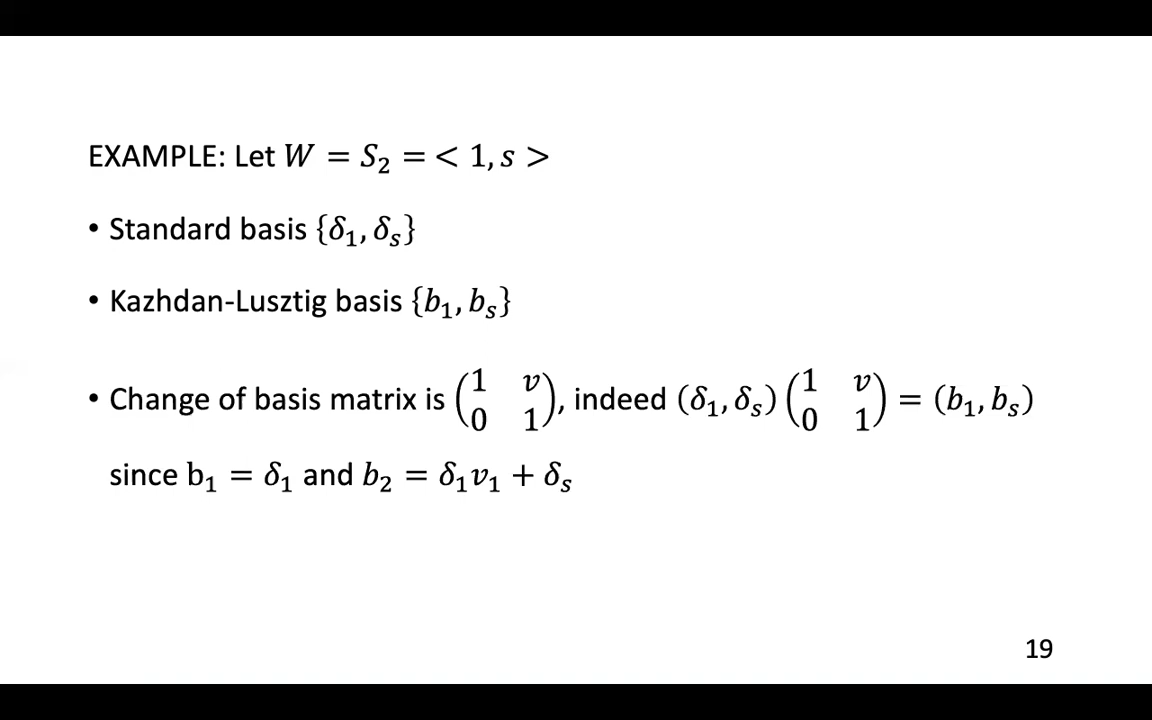 EXAMPLE: Let 𝑊 = 𝑆₂ = < 1, 𝑠 >
• Standard basis {𝛿₁, 𝛿ₛ}
• Kazhdan-Lusztig basis {𝑏₁, 𝑏ₛ}
• Change of basis matrix is (1 𝑣 0 1), indeed (𝛿₁, 𝛿ₛ) (1 𝑣 0 1) = (𝑏₁, 𝑏ₛ)
since b₁ = 𝛿₁ and 𝑏₂ = 𝛿₁𝑣₁ + 𝛿ₛ
19